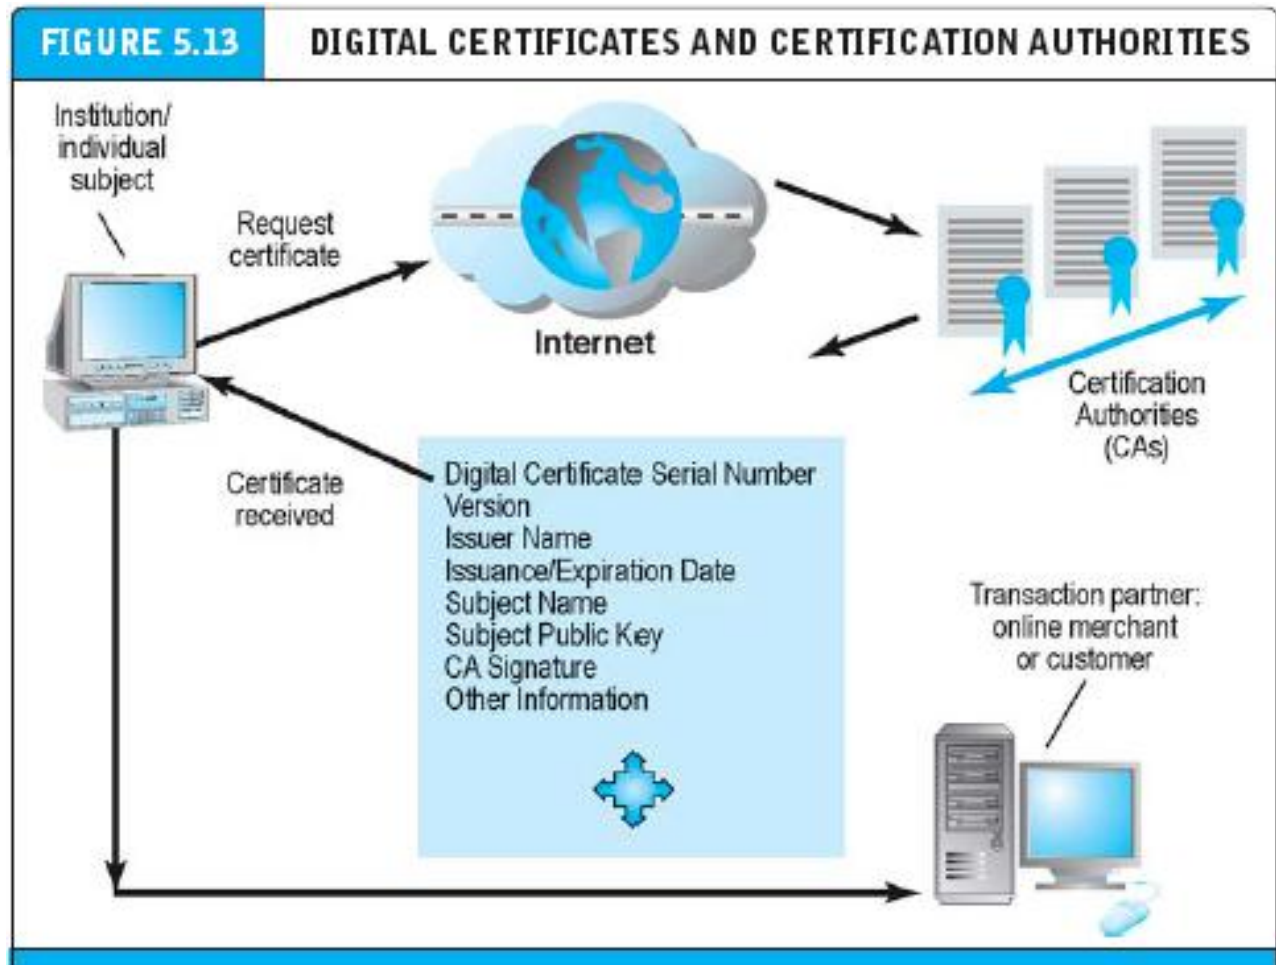 FIGURE 5.13
DIGITAL CERTIFICATES AND CERTIFICATION AUTHORITIES
Institution/
individual
subject
Request
certificate
Internet
Certification
Authorities
(CAs)
Certificate
received
Digital Certificate Serial Number
Version
Issuer Name
Issuance/Expiration Date
Subject Name
Subject Public Key
CA Signature
Other Information
Transaction partner:
online merchant
or customer